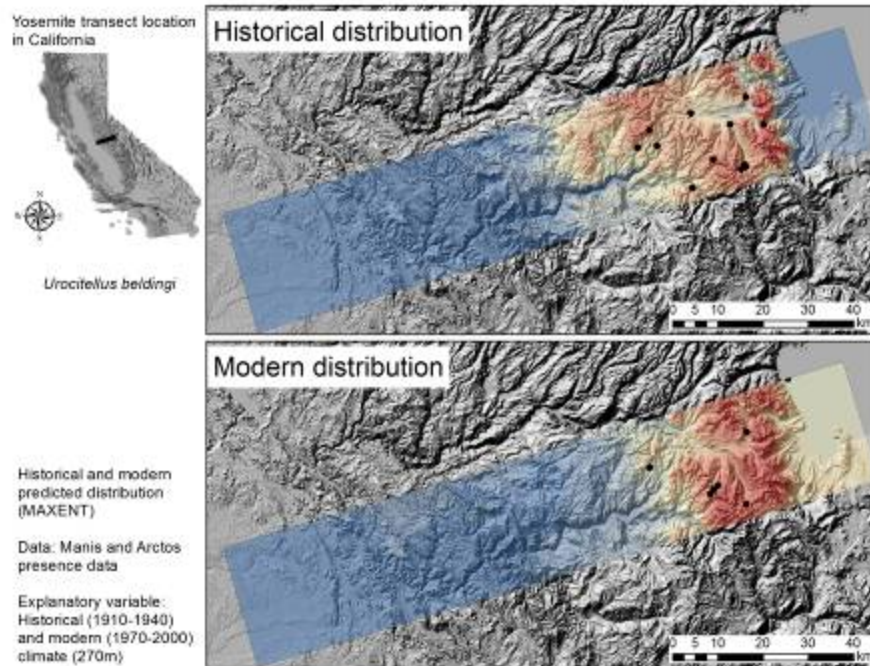 Yosemite transect location
in California
Urocitellus beldingi
Historical and modern
predicted distribution
(MAXENT)
Data: Manis and Arctos
presence data
Explanatory variable:
Historical (1910-1940)
and modern (1970-2000)
climate (270m)
Historical distribution
0 5 10 20 30 40
km
Modern distribution
0 5 10 20 30 40
km